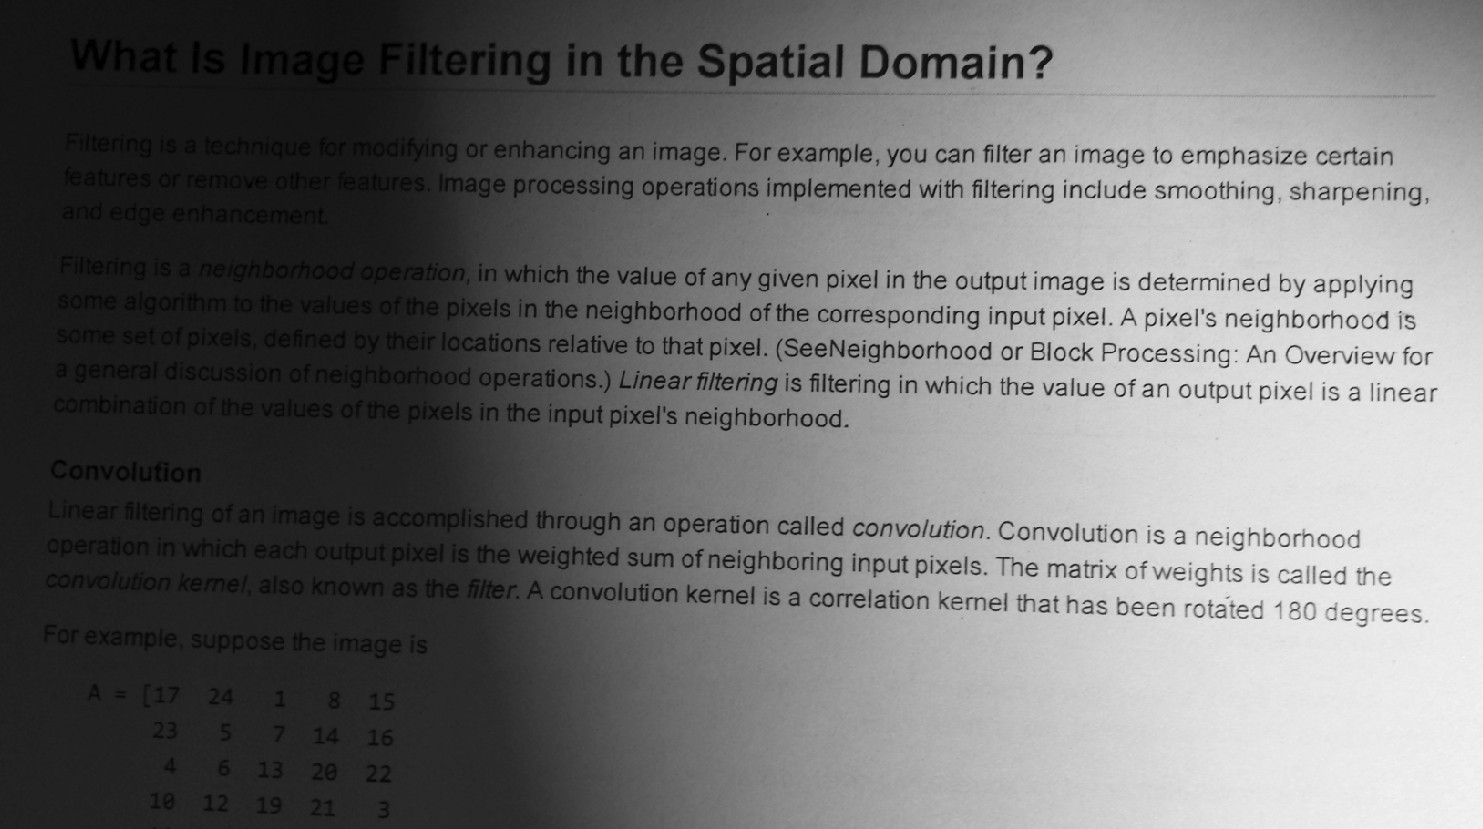 What Is Image Filtering in the Spatial Domain?
Filtering is a technique for modifying or enhancing an image. For example, you can filter an image to emphasize certain
features or remove other features. Image processing operations implemented with filtering include smoothing, sharpening,
and edge enhancement.
Filtering is a neighborhood operation, in which the value of any given pixel in the output image is determined by applying
some algorithm to the values of the pixels in the neighborhood of the corresponding input pixel. A pixel's neighborhood is
some set of pixels, defined by their locations relative to that pixel. (SeeNeighborhood or Block Processing: An Overview for
a general discussion of neighborhood operations.) Linear filtering is filtering in which the value of an output pixel is a linear
combination of the values of the pixels in the input pixel's neighborhood.
Convolution
Linear filtering of an image is accomplished through an operation called convolution. Convolution is a neighborhood
operation in which each output pixel is the weighted sum of neighboring input pixels. The matrix of weights is called the
convolution kernel, also known as the filter. A convolution kernel is a correlation kernel that has been rotated 180 degrees.
For example, suppose the image is
A = [17 24 1 8 15
23 5 7 14 16
4 6 13 20 22
10 12 19 21 3